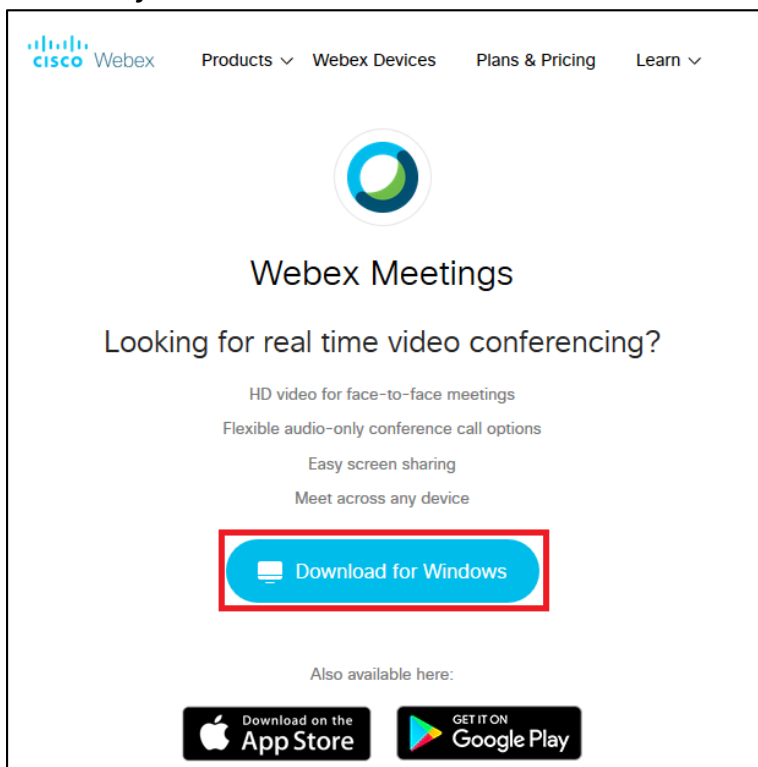 CISCO Webex Products Webex Devices Plans & Pricing Learn
Webex Meetings
Looking for real time video conferencing?
HD video for face-to-face meetings
Flexible audio-only conference call options
Easy screen sharing
Meet across any device
Download for Windows
Also available here:
Download on the
App Store
GET IT ON
Google Play